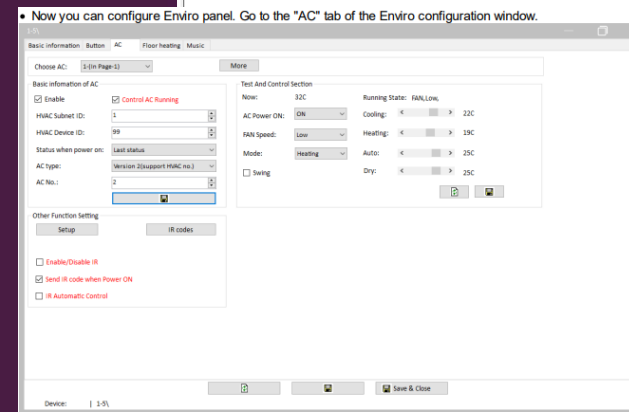 • Now you can configure Enviro panel. Go to the "AC" tab of the Enviro configuration window.
1-5\
Basic information Button AC Floor heating Music
Choose AC: 1-(In Page-1) More
Basic infomation of AC Test And Control Section
Enable Control AC Running Now: 32C Running State: FAN,Low,
HVAC Subnet ID: 1 AC Power ON: ON Cooling: < > 22C
HVAC Device ID: 99 FAN Speed: Low Heating: < > 19C
Status when power on: Last status Mode: Heating Auto: < > 25C
AC type: Version 2(support HVAC no.) Swing Dry: < > 25C
AC No.: 2
Other Function Setting
Setup IR codes
Enable/Disable IR
Send IR code when Power ON
IR Automatic Control
Save & Close
Device: | 1-5\